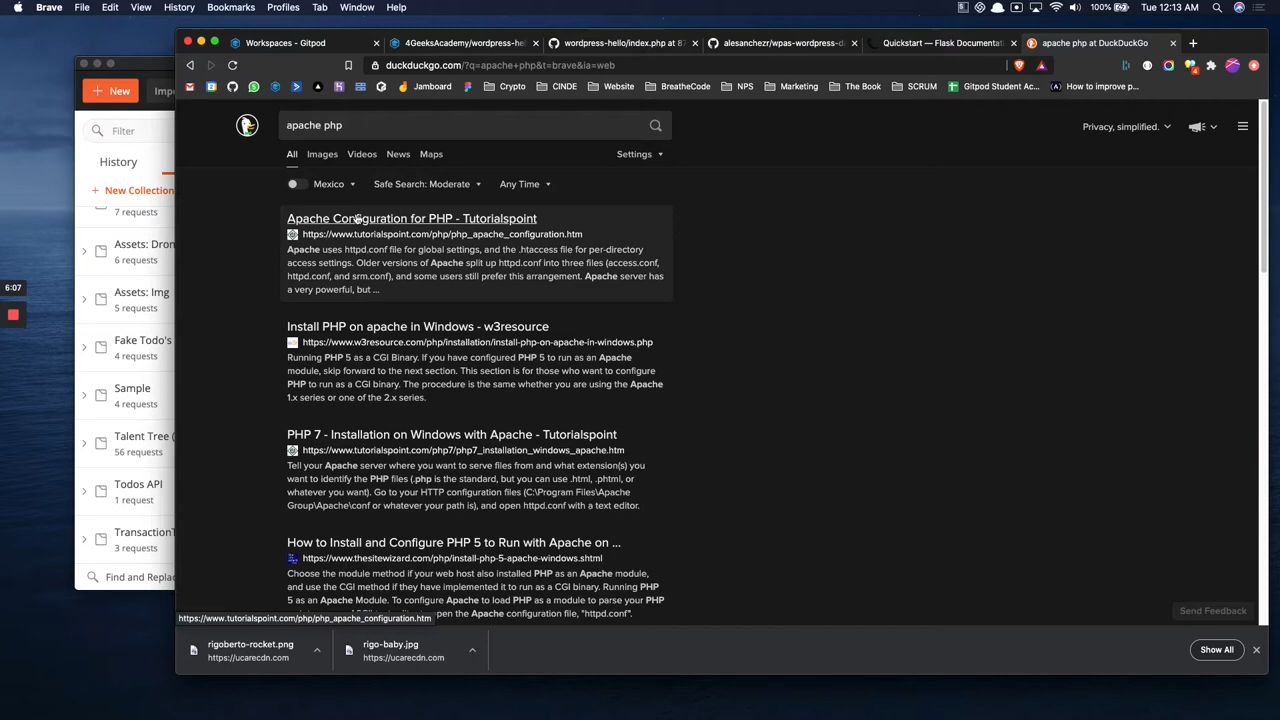 Brave File Edit View History Bookmarks Profiles Tab Window Help
100% Tue 12:13 AM
Workspaces - Gitpod
4GeeksAcademy/wordpress-he
wordpress-hello/index.php at 87
alesanchezr/wpas-wordpress-da
Quickstart — Flask Documentati
apache php at DuckDuckGo
duckduckgo.com/?q=apache+php&t=brave&ia=web
Jamboard Crypto CINDE Website BreatheCode NPS Marketing The Book SCRUM Gitpod Student Ac... How to improve p...
New
Impo
Filter
History
New Collection
7 requests
Assets: Dron
6 requests
Assets: Img
5 requests
Fake Todo's
4 requests
Sample
4 requests
Talent Tree (
56 requests
Todos API
1 request
TransactionT
3 requests
Find and Repla
6:07
apache php
Privacy, simplified.
All Images Videos News Maps Settings
Mexico Safe Search: Moderate Any Time
Apache Configuration for PHP - Tutorialspoint
https://www.tutorialspoint.com/php/php_apache_configuration.htm
Apache uses httpd.conf file for global settings, and the .htaccess file for per-directory
access settings. Older versions of Apache split up httpd.conf into three files (access.conf,
httpd.conf, and srm.conf), and some users still prefer this arrangement. Apache server has
a very powerful, but ...
Install PHP on apache in Windows - w3resource
https://www.w3resource.com/php/installation/install-php-on-apache-in-windows.php
Running PHP 5 as a CGI Binary. If you have configured PHP 5 to run as an Apache
module, skip forward to the next section. This section is for those who want to configure
PHP to run as a CGI binary. The procedure is the same whether you are using the Apache
1.x series or one of the 2.x series.
PHP 7 - Installation on Windows with Apache - Tutorialspoint
https://www.tutorialspoint.com/php7/php7_installation_windows_apache.htm
Tell your Apache server where you want to serve files from and what extension(s) you
want to identify the PHP files (.php is the standard, but you can use .html, .phtml, or
whatever you want). Go to your HTTP configuration files (C:\Program Files\Apache
Group\Apache\conf or whatever your path is), and open httpd.conf with a text editor.
How to Install and Configure PHP 5 to Run with Apache on ...
https://www.thesitewizard.com/php/install-php-5-apache-windows.shtml
Choose the module method if your web host also installed PHP as an Apache module,
and use the CGI method if they have implemented it to run as a CGI binary. Running PHP
5 as an Apache Module. To configure Apache to load PHP as a module to parse your PHP
open the Apache configuration file, "httpd.conf".
Send Feedback
https://www.tutorialspoint.com/php/php_apache_configuration.htm
rigoberto-rocket.png
https://ucarecdn.com
rigo-baby.jpg
https://ucarecdn.com
Show All